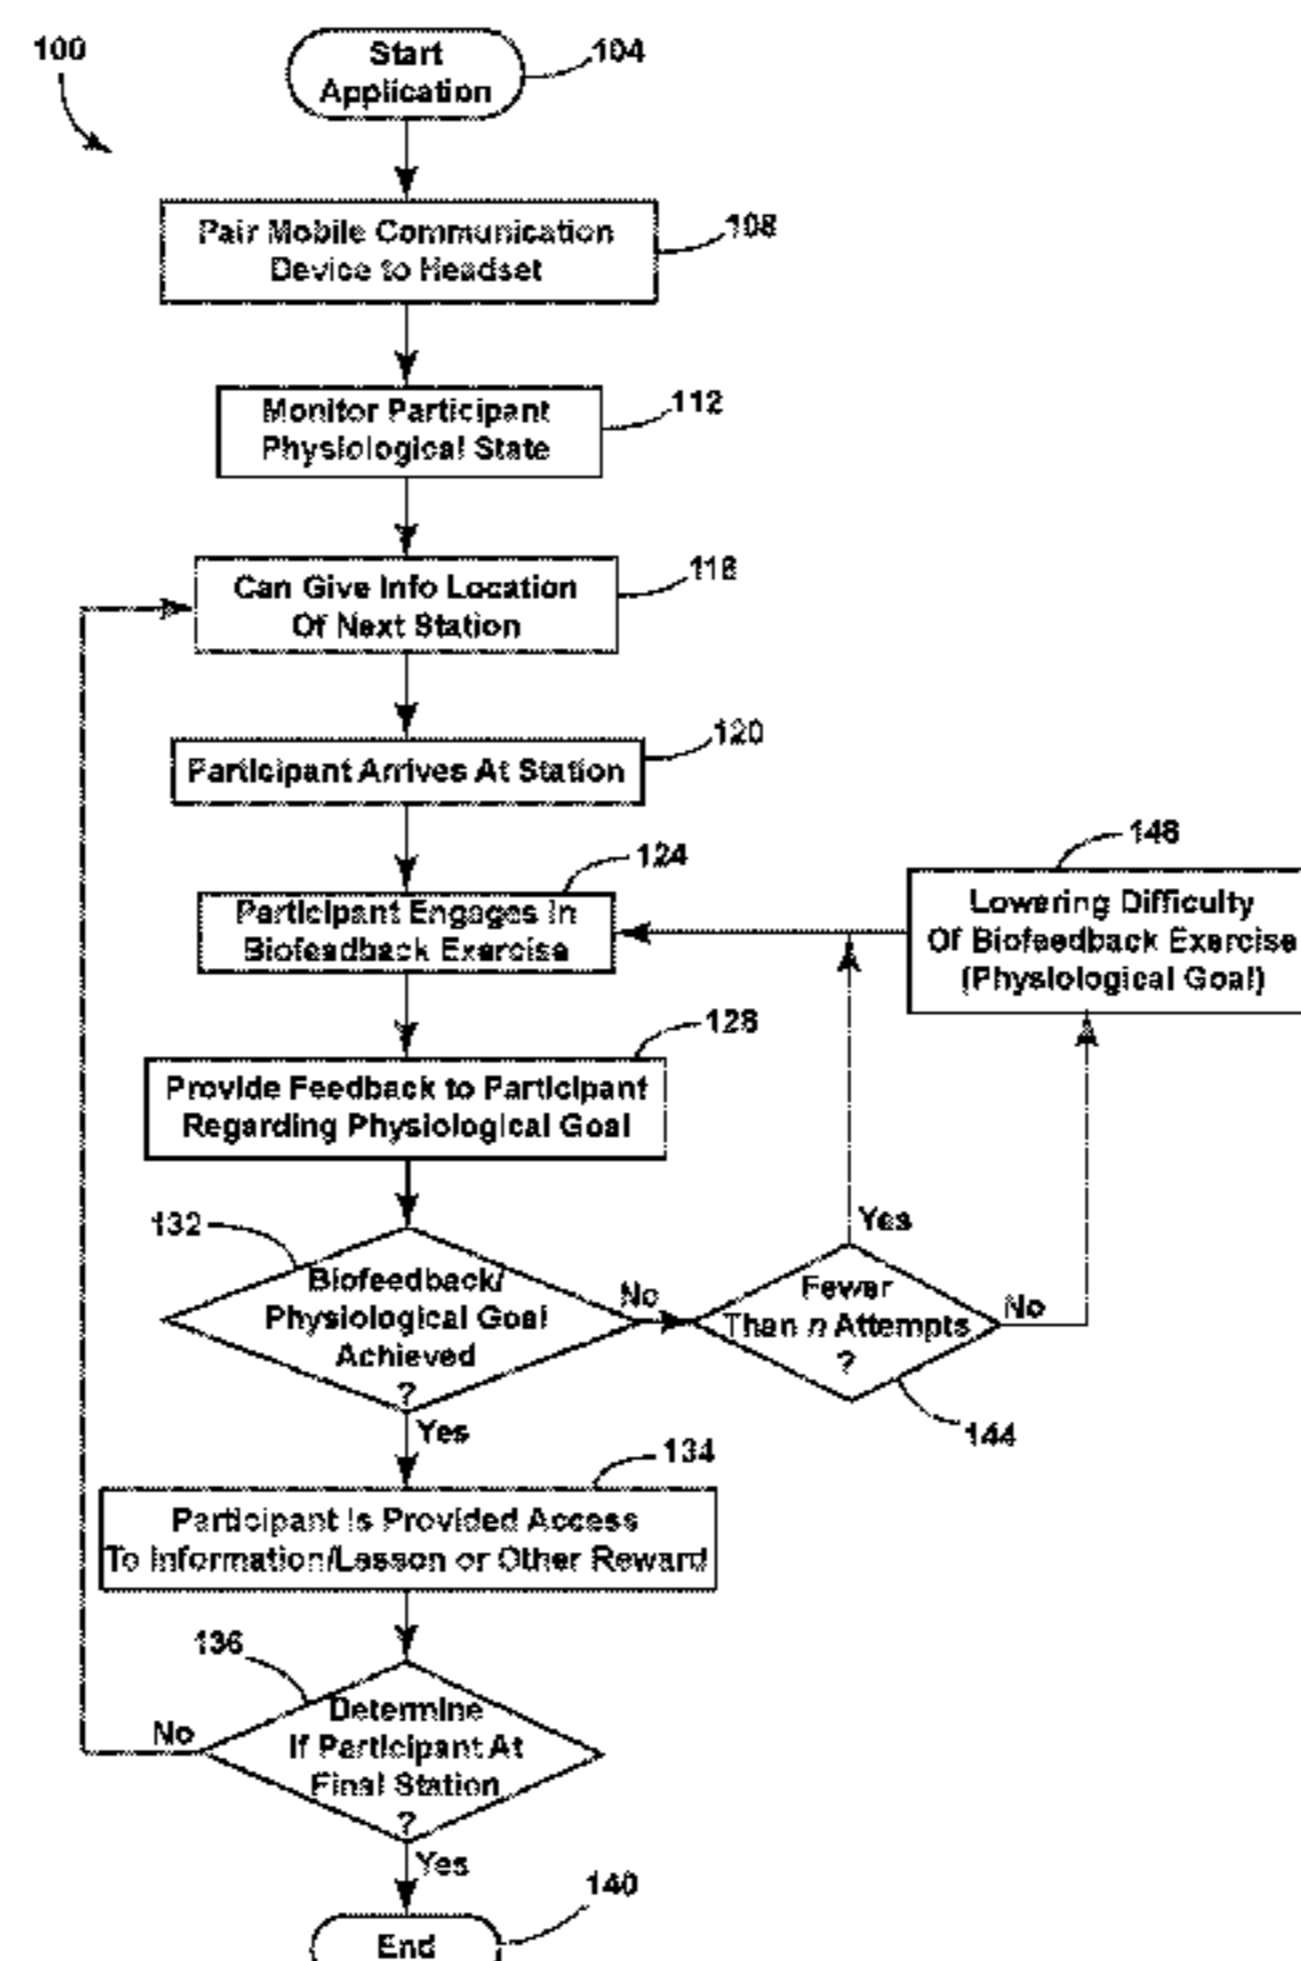 100
Start
Application
104
Pair Mobile Communication
Device to Headset
108
Monitor Participant
Physiological State
112
Can Give Info Location
Of Next Station
116
Participant Arrives At Station
120
Participant Engages In
Biofeedback Exercise
124
Lowering Difficulty
Of Biofeedback Exercise
(Physiological Goal)
148
Provide Feedback to Participant
Regarding Physiological Goal
128
132
Biofeedback/
Physiological Goal
Achieved
?
No
Yes
Fewer
Than n Attempts
?
Yes
No
144
134
Participant Is Provided Access
To Information/Lesson or Other Reward
136
Determine
If Participant At
Final Station
?
No
Yes
140
End